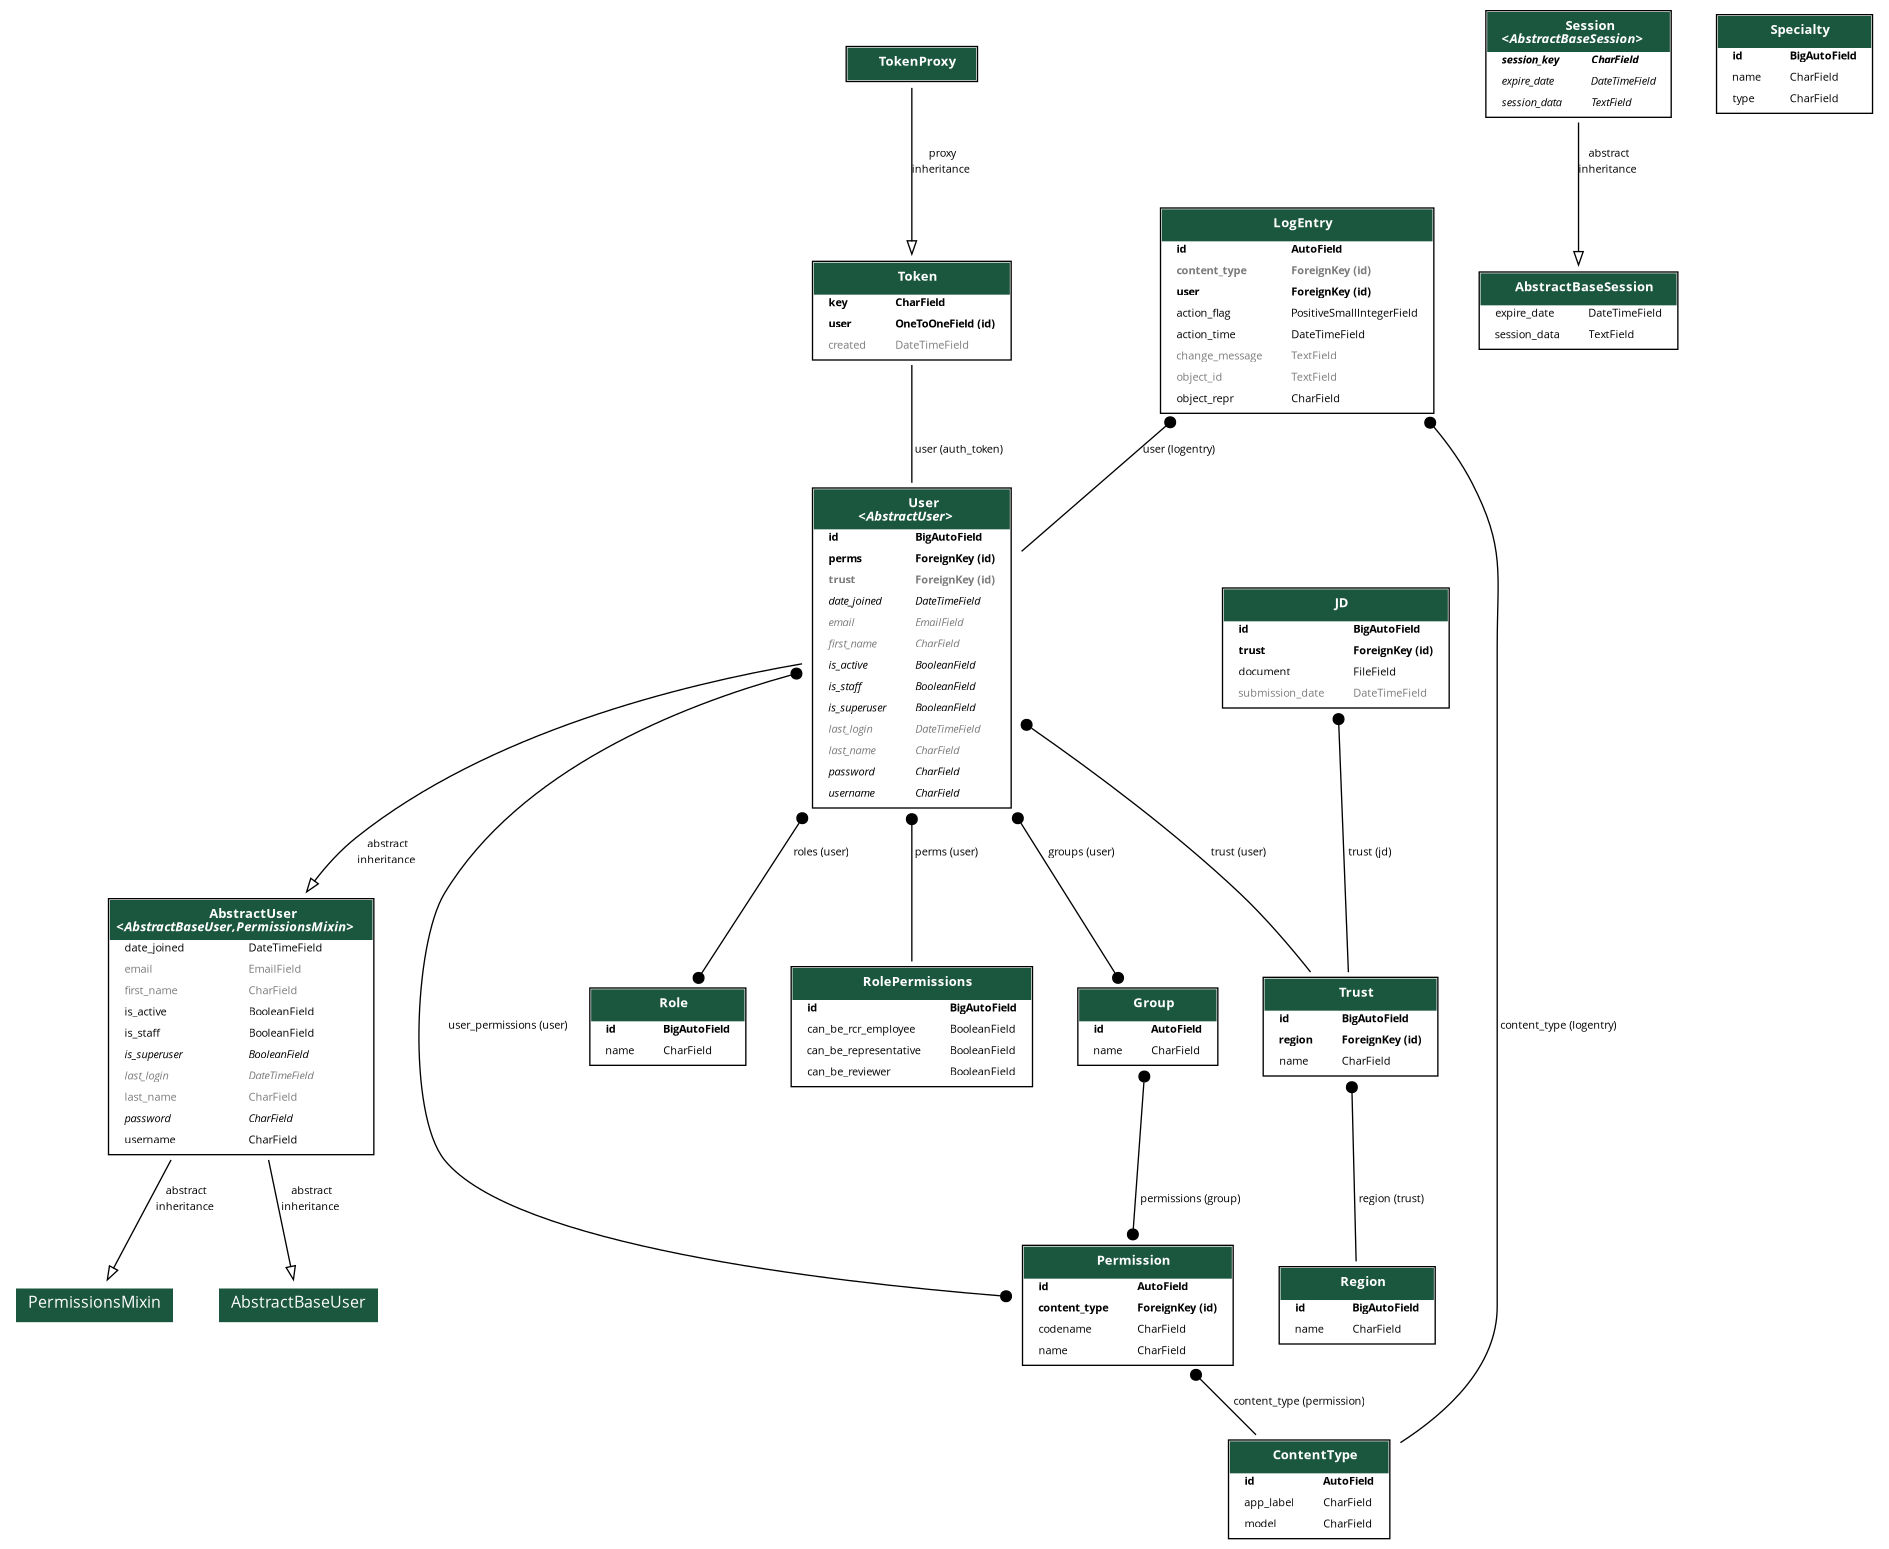 Session
<AbstractBaseSession>
session_key CharField
expire_date DateTimeField
session_data TextField
Specialty
id BigAutoField
name CharField
type CharField
TokenProxy
proxy
inheritance
abstract
inheritance
LogEntry
id AutoField
content_type ForeignKey (id)
user ForeignKey (id)
action_flag PositiveSmallIntegerField
action_time DateTimeField
change_message TextField
object_id TextField
object_repr CharField
Token
key CharField
user OneToOneField (id)
created DateTimeField
AbstractBaseSession
expire_date DateTimeField
session_data TextField
user (auth_token)
user (logentry)
User
<AbstractUser>
id BigAutoField
perms ForeignKey (id)
trust ForeignKey (id)
date_joined DateTimeField
email EmailField
first_name CharField
is_active BooleanField
is_staff BooleanField
is_superuser BooleanField
last_login DateTimeField
last_name CharField
password CharField
username CharField
JD
id BigAutoField
trust ForeignKey (id)
document FileField
submission_date DateTimeField
abstract
inheritance
roles (user)
perms (user)
groups (user)
trust (user)
trust (jd)
AbstractUser
<AbstractBaseUser,PermissionsMixin>
date_joined DateTimeField
email EmailField
first_name CharField
is_active BooleanField
is_staff BooleanField
is_superuser BooleanField
last_login DateTimeField
last_name CharField
password CharField
username CharField
user_permissions (user)
Role
id BigAutoField
name CharField
RolePermissions
id BigAutoField
can_be_rcr_employee BooleanField
can_be_representative BooleanField
can_be_reviewer BooleanField
Group
id AutoField
name CharField
Trust
id BigAutoField
region ForeignKey (id)
name CharField
content_type (logentry)
abstract
inheritance
abstract
inheritance
permissions (group)
region (trust)
PermissionsMixin
AbstractBaseUser
Permission
id AutoField
content_type ForeignKey (id)
codename CharField
name CharField
Region
id BigAutoField
name CharField
content_type (permission)
ContentType
id AutoField
app_label CharField
model CharField